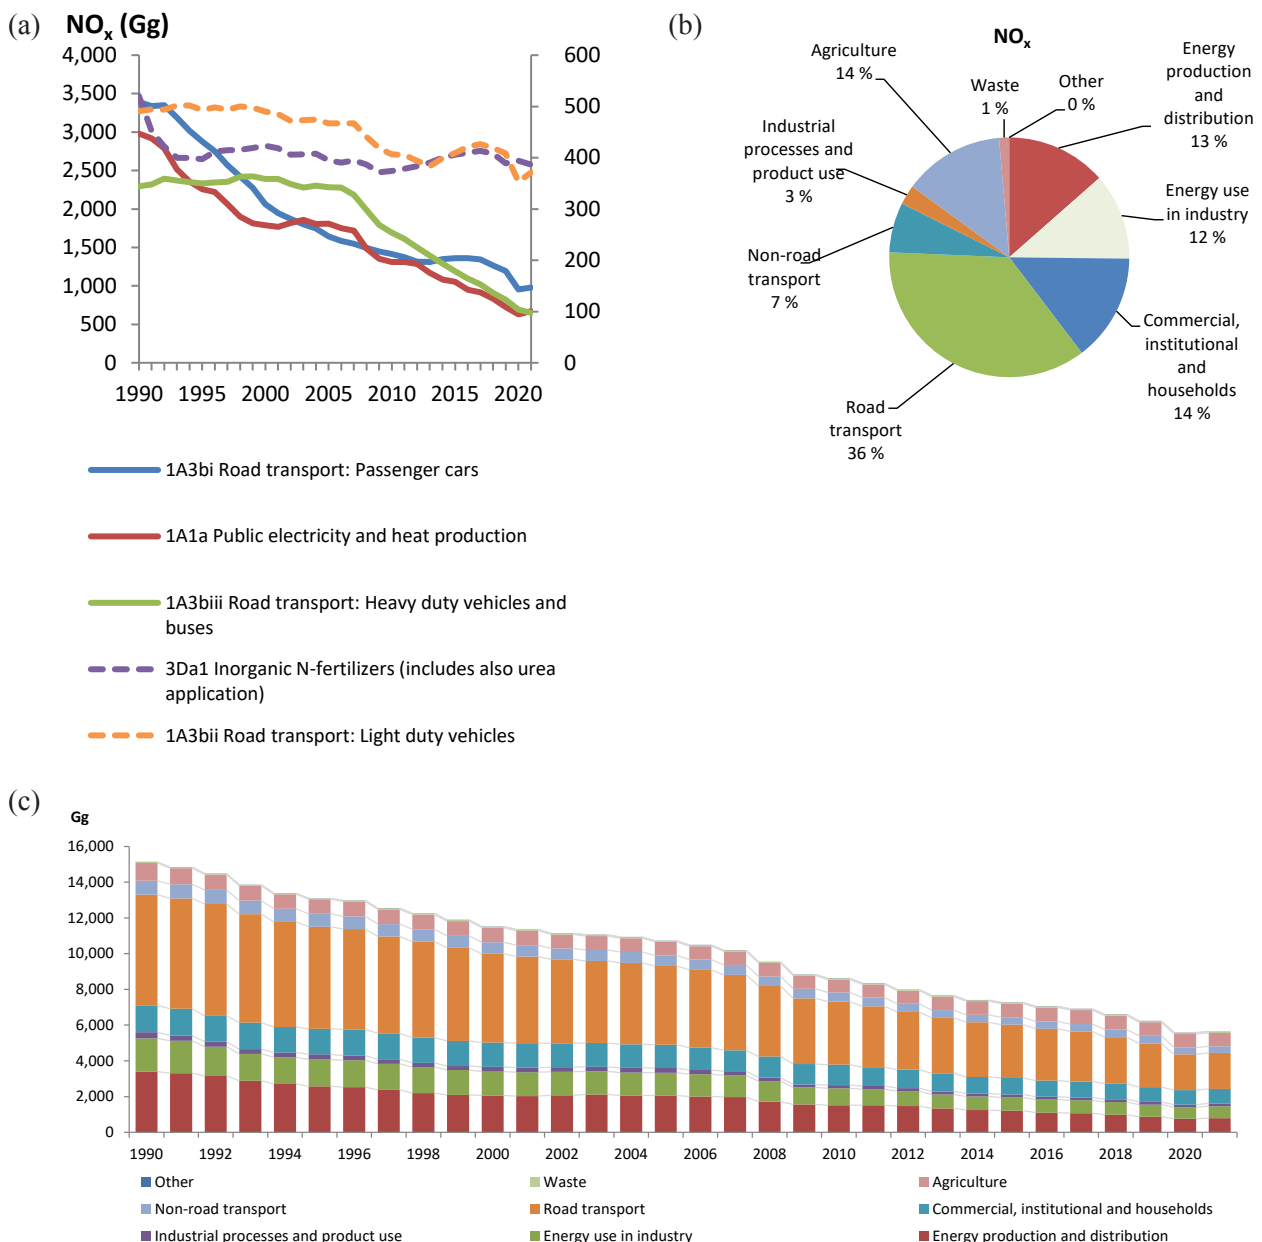 (a)
NOx (Gg)
4,000
3,500
3,000
2,500
2,000
1,500
1,000
500
0
600
500
400
300
200
100
0
1990 1995 2000 2005 2010 2015 2020
1A3bi Road transport: Passenger cars
1A1a Public electricity and heat production
1A3biii Road transport: Heavy duty vehicles and
buses
3Da1 Inorganic N-fertilizers (includes also urea
application)
1A3bii Road transport: Light duty vehicles
(b)
NOx
Agriculture
14 %
Waste
1 %
Other
0 %
Energy
production
and
distribution
13 %
Industrial
processes and
product use
3 %
Energy use
in industry
12 %
Non-road
transport
7 %
Commercial,
institutional
and
households
14 %
Road
transport
36 %
(c)
Gg
16,000
14,000
12,000
10,000
8,000
6,000
4,000
2,000
0
1990 1992 1994 1996 1998 2000 2002 2004 2006 2008 2010 2012 2014 2016 2018 2020
Other Waste Agriculture
Non-road transport Road transport Commercial, institutional and households
Industrial processes and product use Energy use in industry Energy production and distribution